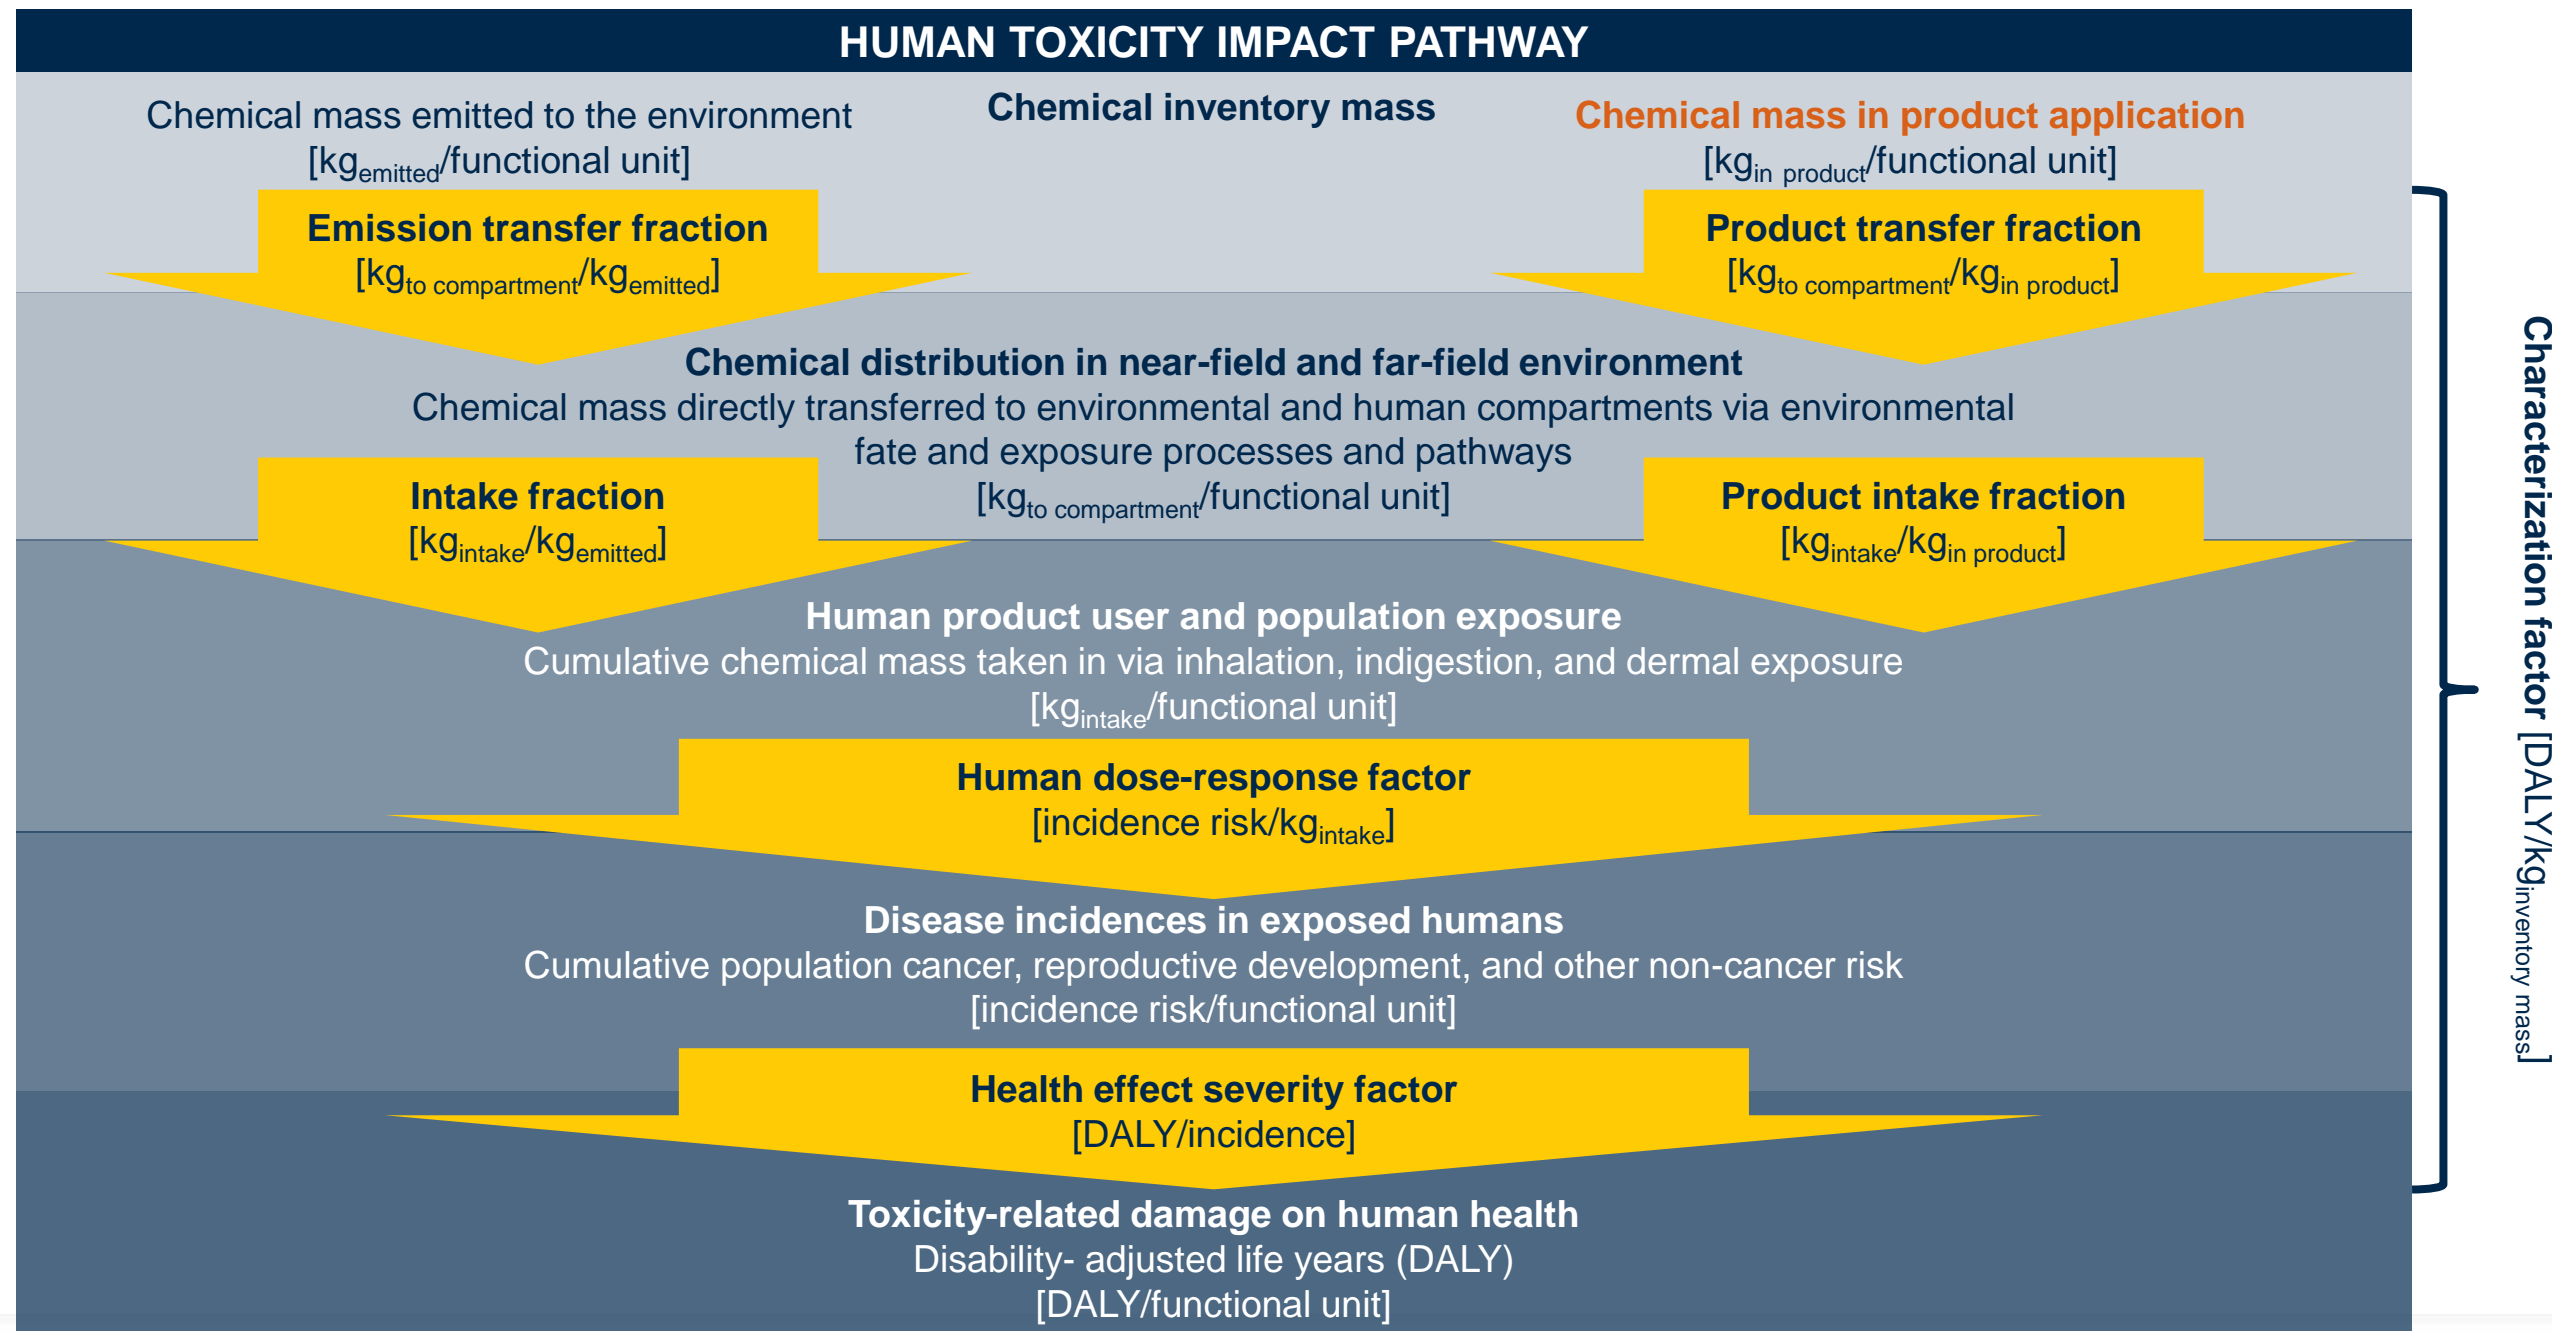 HUMAN TOXICITY IMPACT PATHWAY
Chemical mass emitted to the environment
[kgemitted/functional unit]
Chemical inventory mass
Chemical mass in product application
[kgin product/functional unit]
Emission transfer fraction
[kgto compartment/kgemitted]
Product transfer fraction
[kgto compartment/kgin product]
Chemical distribution in near-field and far-field environment
Chemical mass directly transferred to environmental and human compartments via environmental
fate and exposure processes and pathways
[kgto compartment/functional unit]
Intake fraction
[kgintake/kgemitted]
Product intake fraction
[kgintake/kgin product]
Human product user and population exposure
Cumulative chemical mass taken in via inhalation, indigestion, and dermal exposure
[kgintake/functional unit]
Human dose-response factor
[incidence risk/kgintake]
Disease incidences in exposed humans
Cumulative population cancer, reproductive development, and other non-cancer risk
[incidence risk/functional unit]
Health effect severity factor
[DALY/incidence]
Toxicity-related damage on human health
Disability- adjusted life years (DALY)
[DALY/functional unit]
Characterization factor [DALY/kginventory mass]